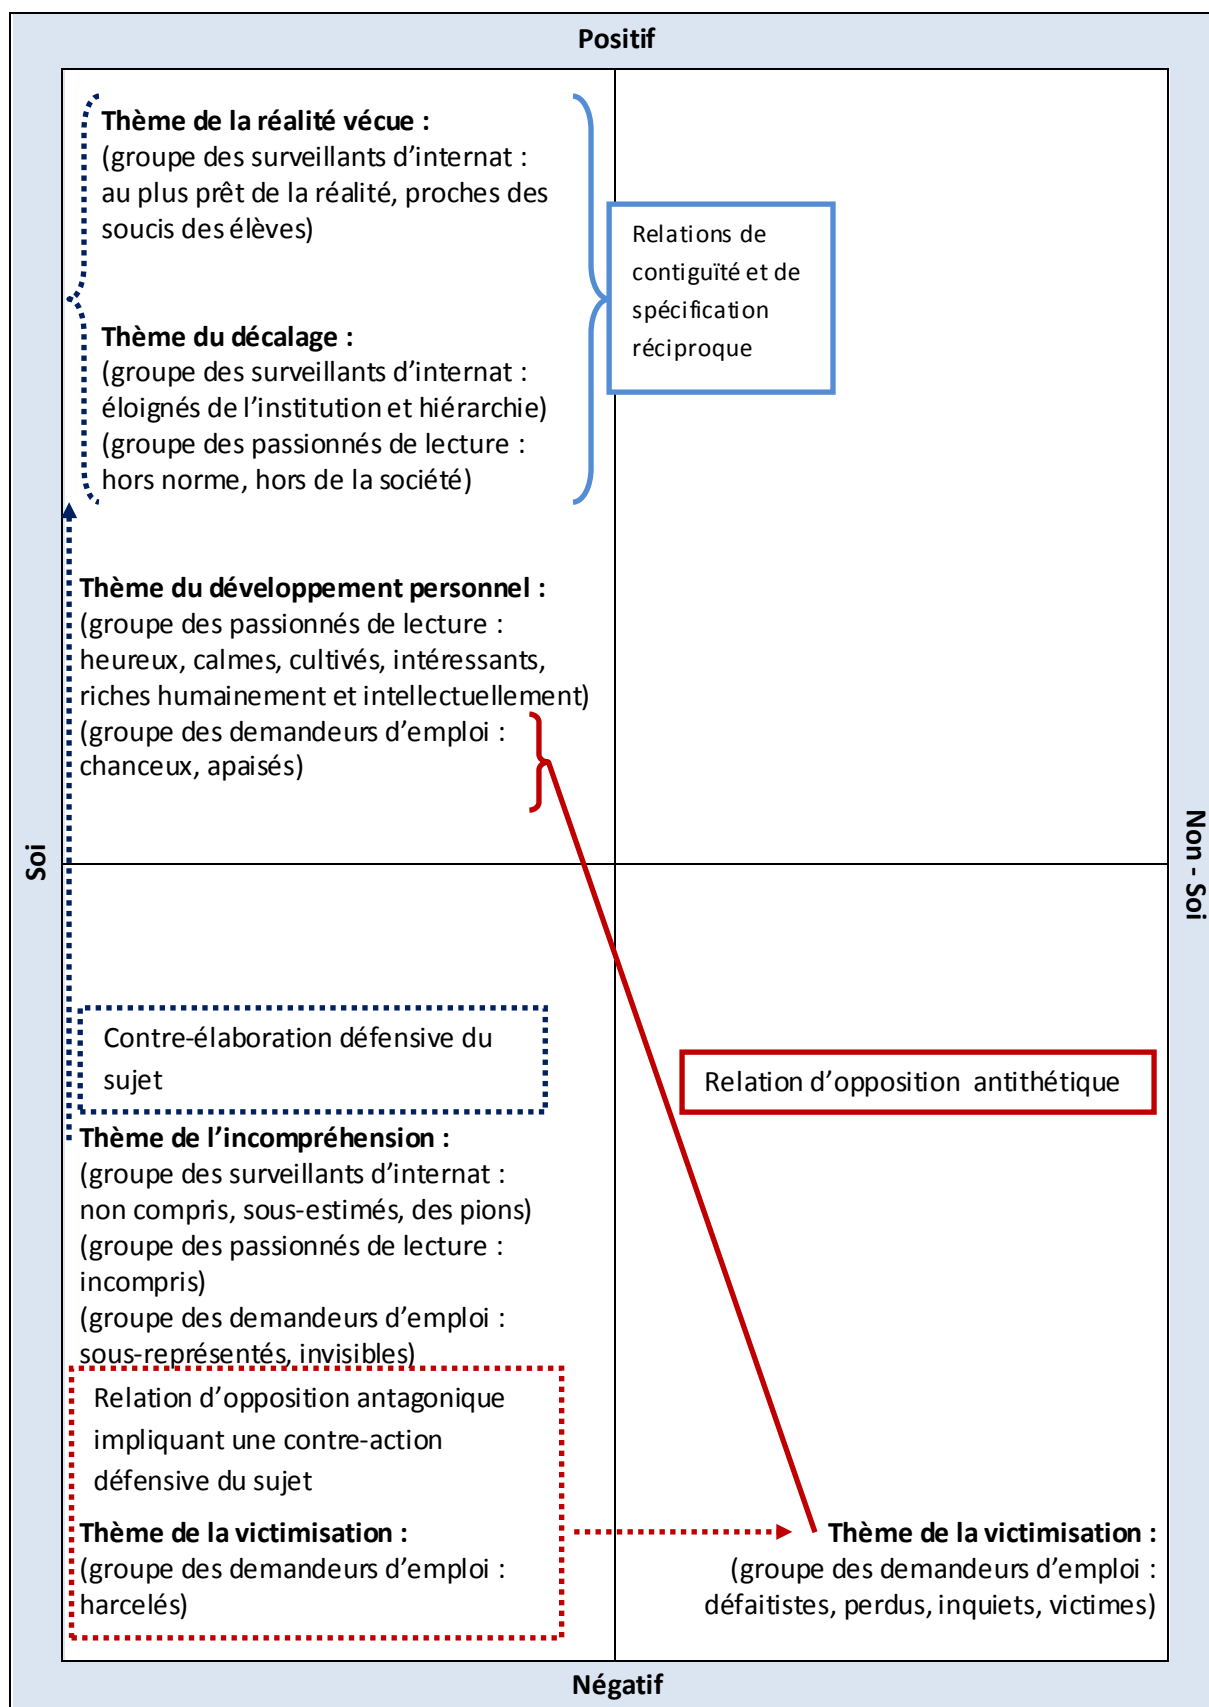 Positif
Thème de la réalité vécue :
(groupe des surveillants d’internat :
au plus prêt de la réalité, proches des
soucis des élèves)
Relations de
contiguïté et de
spécification
réciproque
Thème du décalage :
(groupe des surveillants d’internat :
éloignés de l’institution et hiérarchie)
(groupe des passionnés de lecture :
hors norme, hors de la société)
Thème du développement personnel :
(groupe des passionnés de lecture :
heureux, calmes, cultivés, intéressants,
riches humainement et intellectuellement)
(groupe des demandeurs d’emploi :
chanceux, apaisés)
Soi
Non - Soi
Contre-élaboration défensive du
sujet
Relation d’opposition antithétique
Thème de l’incompréhension :
(groupe des surveillants d’internat :
non compris, sous-estimés, des pions)
(groupe des passionnés de lecture :
incompris)
(groupe des demandeurs d’emploi :
sous-représentés, invisibles)
Relation d’opposition antagonique
impliquant une contre-action
défensive du sujet
Thème de la victimisation :
(groupe des demandeurs d’emploi :
harcelés)
Thème de la victimisation :
(groupe des demandeurs d’emploi :
défaitistes, perdus, inquiets, victimes)
Négatif